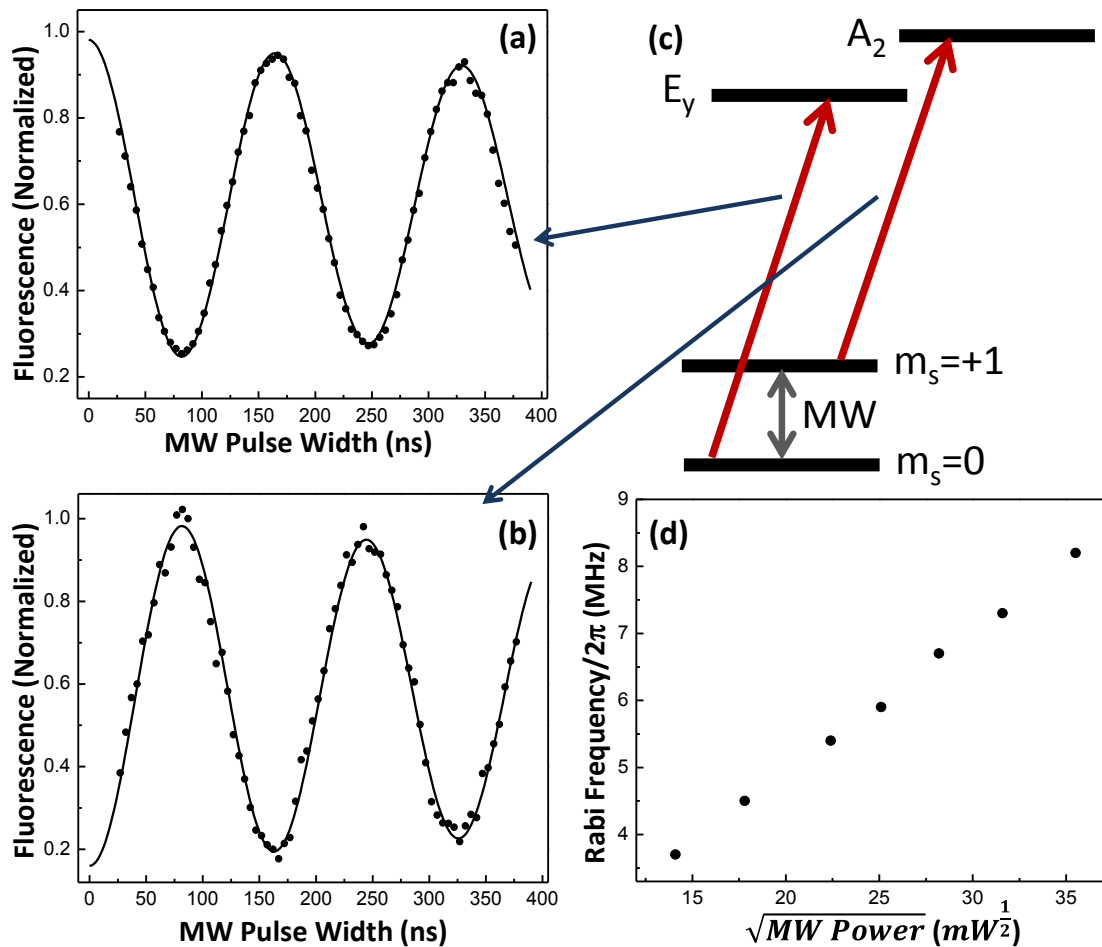 (a)
Fluorescence (Normalized)
1.0
0.8
0.6
0.4
0.2
0 50 100 150 200 250 300 350 400
MW Pulse Width (ns)
(b)
Fluorescence (Normalized)
1.0
0.8
0.6
0.4
0.2
0 50 100 150 200 250 300 350 400
MW Pulse Width (ns)
(c)
A₂
E_y
m_s=+1
MW
m_s=0
(d)
Rabi Frequency/2π (MHz)
9
8
7
6
5
4
15 20 25 30 35
√MW Power (mW^{1/2})